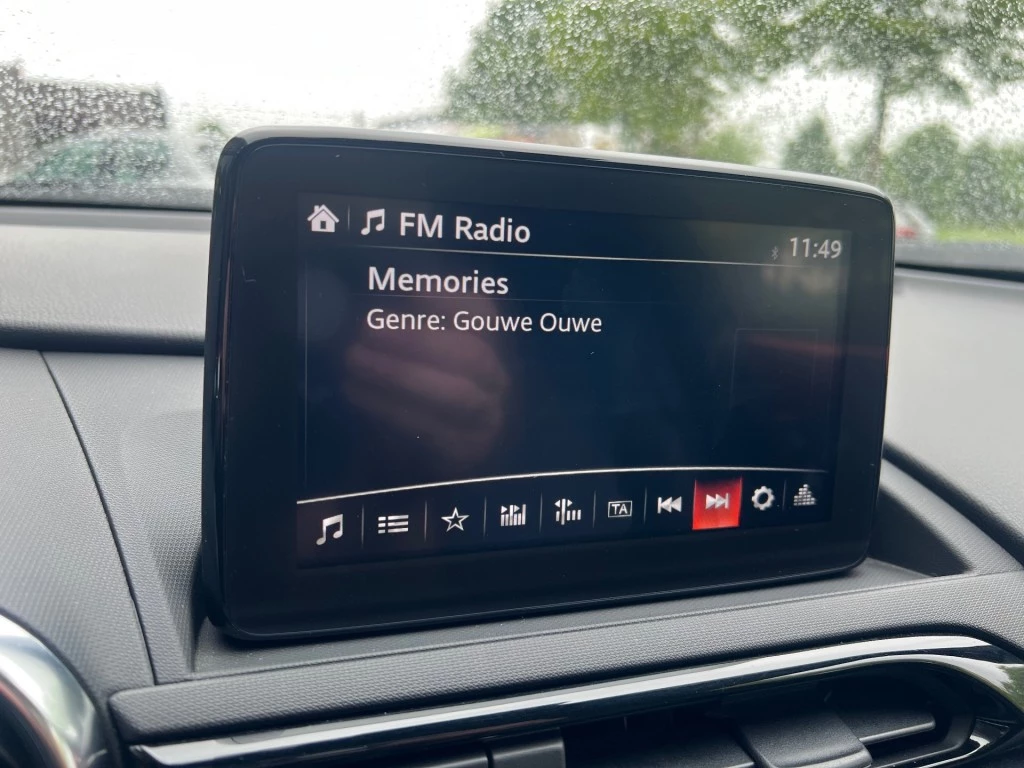 FM Radio
11:49
Memories
Genre: Gouwe Ouwe
TA